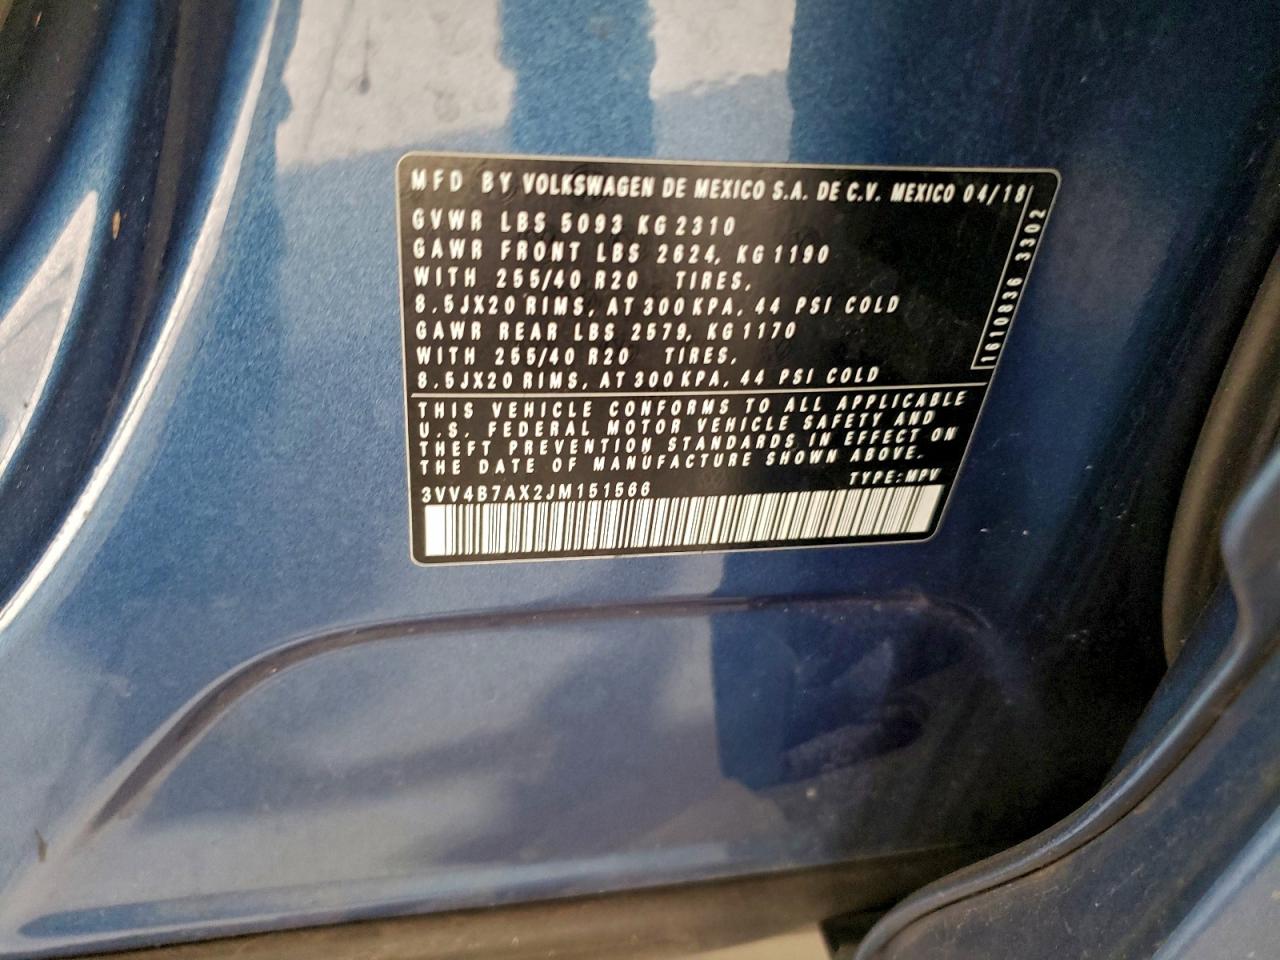 MFD BY VOLKSWAGEN DE MEXICO S.A. DE C.V. MEXICO 04/18
GVWR LBS 5093 KG 2310
GAWR FRONT LBS 2624, KG 1190
WITH 255/40 R20 TIRES,
8.5JX20 RIMS, AT 300 KPA, 44 PSI COLD
GAWR REAR LBS 2579, KG 1170
WITH 255/40 R20 TIRES,
8.5JX20 RIMS, AT 300 KPA, 44 PSI COLD
1610836 3302
THIS VEHICLE CONFORMS TO ALL APPLICABLE
U.S. FEDERAL MOTOR VEHICLE SAFETY AND
THEFT PREVENTION STANDARDS IN EFFECT ON
THE DATE OF MANUFACTURE SHOWN ABOVE.
TYPE: MPV
3VV4B7AX2JM151566